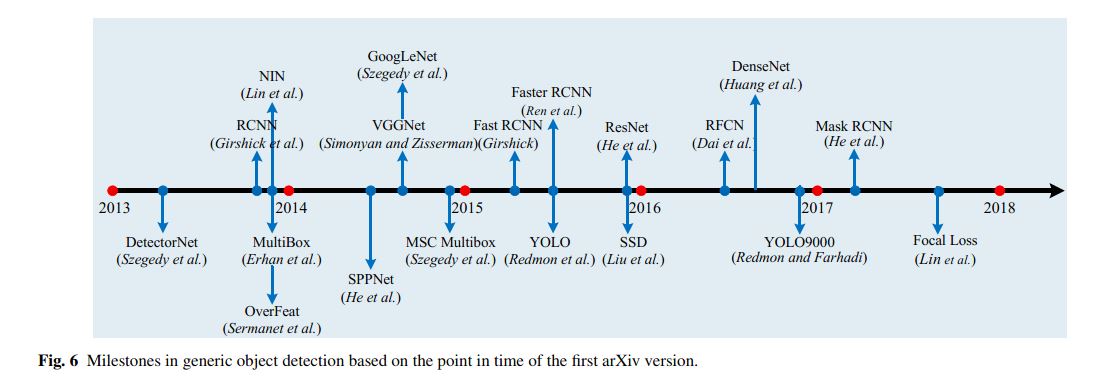 GoogLeNet
(Szegedy et al.)
NIN
(Lin et al.)
DenseNet
(Huang et al.)
Faster RCNN
(Ren et al.)
RCNN
(Girshick et al.)
VGGNet
(Simonyan and Zisserman)
Fast RCNN
(Girshick)
ResNet
(He et al.)
RFCN
(Dai et al.)
Mask RCNN
(He et al.)
2013
2014
2015
2016
2017
2018
DetectorNet
(Szegedy et al.)
MultiBox
(Erhan et al.)
MSC Multibox
(Szegedy et al.)
YOLO
(Redmon et al.)
SSD
(Liu et al.)
YOLO9000
(Redmon and Farhadi)
Focal Loss
(Lin et al.)
SPPNet
(He et al.)
OverFeat
(Sermanet et al.)
Fig. 6 Milestones in generic object detection based on the point in time of the first arXiv version.